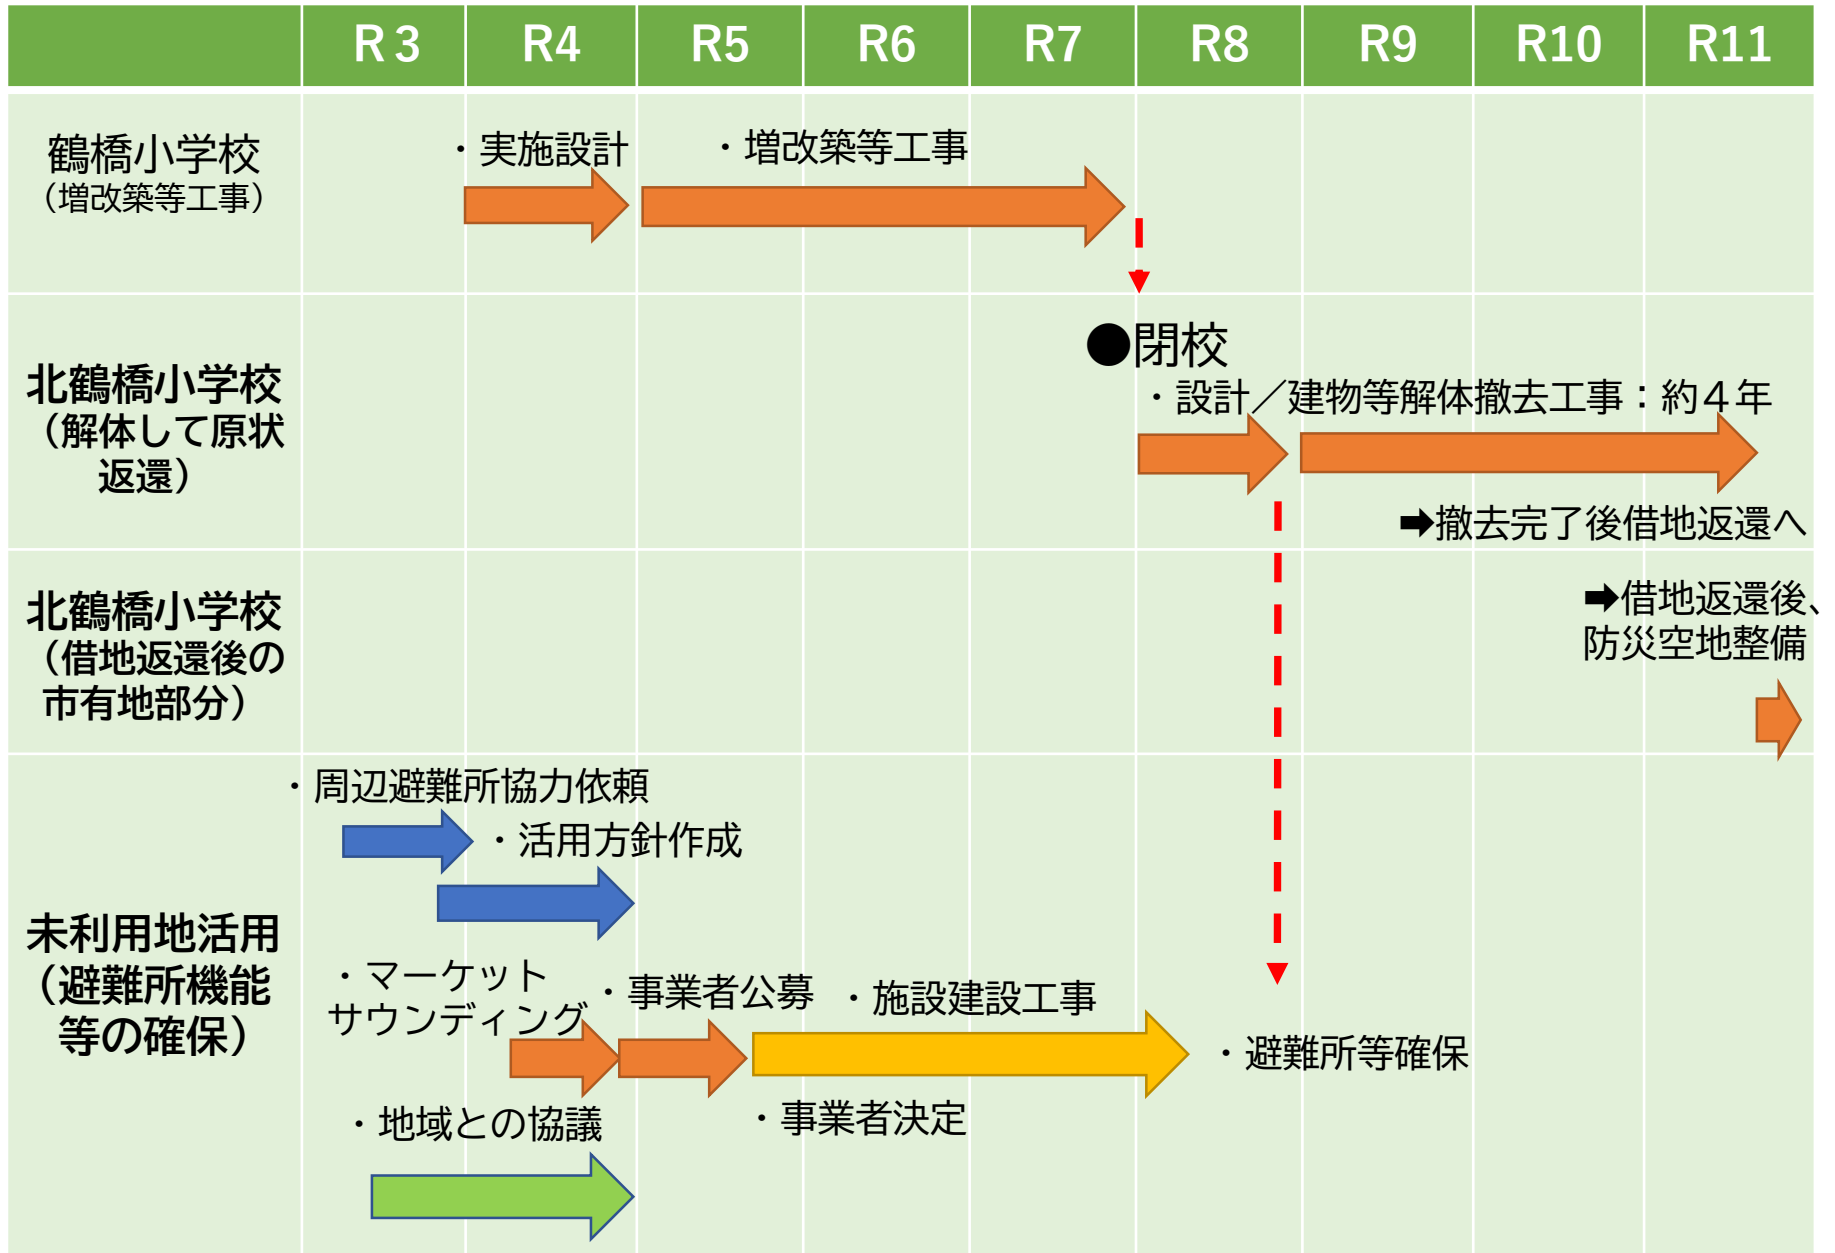 R３ R4 R5 R6 R7 R8 R9 R10 R11
鶴橋小学校
（増改築等工事）
・実施設計
・増改築等工事
北鶴橋小学校
（解体して原状
返還）
●閉校
・設計／建物等解体撤去工事：約４年
➡撤去完了後借地返還へ
北鶴橋小学校
（借地返還後の
市有地部分）
➡借地返還後、
防災空地整備
未利用地活用
（避難所機能
等の確保）
・周辺避難所協力依頼
・活用方針作成
・マーケット
サウンディング
・事業者公募
・施設建設工事
・避難所等確保
・事業者決定
・地域との協議